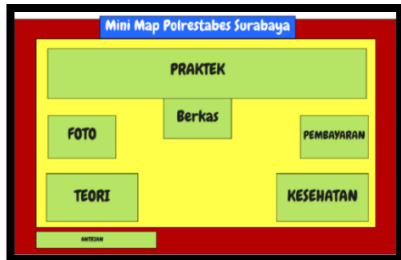 Mini Map Polrestabes Surabaya
PRAKTEK
Berkas
FOTO
PEMBAYARAN
TEORI
KESEHATAN
ANTRIAN